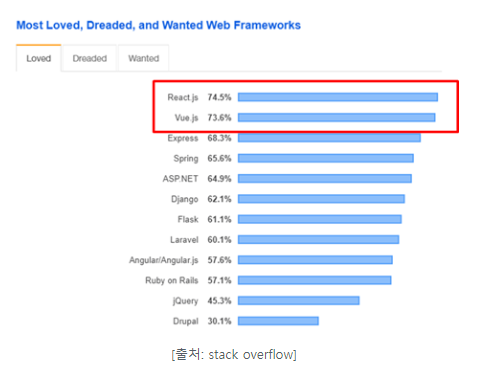 Most Loved, Dreaded, and Wanted Web Frameworks
Loved Dreaded Wanted
React.js 74.5%
Vue.js 73.6%
Express 68.3%
Spring 65.6%
ASP.NET 64.9%
Django 62.1%
Flask 61.1%
Laravel 60.1%
Angular/Angular.js 57.6%
Ruby on Rails 57.1%
jQuery 45.3%
Drupal 30.1%
[출처: stack overflow]